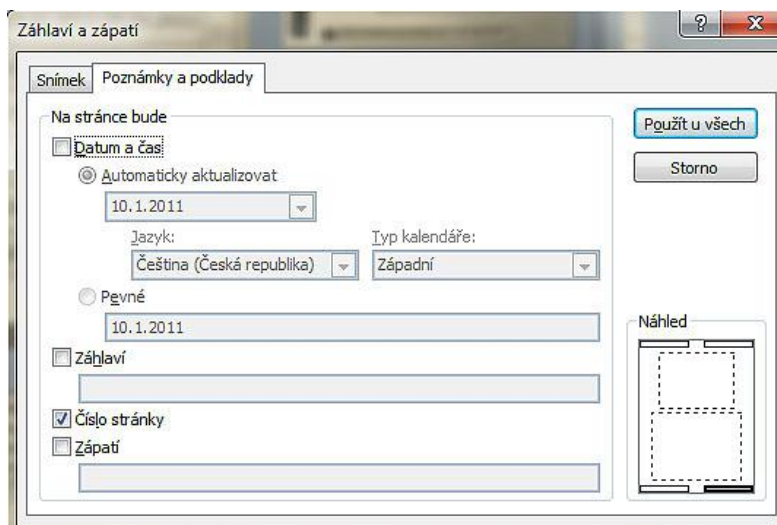 Záhlaví a zápatí
Snímek
Poznámky a podklady
Na stránce bude
Datum a čas
Automaticky aktualizovat
10.1.2011
Jazyk:
Typ kalendáře:
Čeština (Česká republika)
Západní
Pevné
10.1.2011
Záhlaví
Číslo stránky
Zápatí
Použít u všech
Storno
Náhled